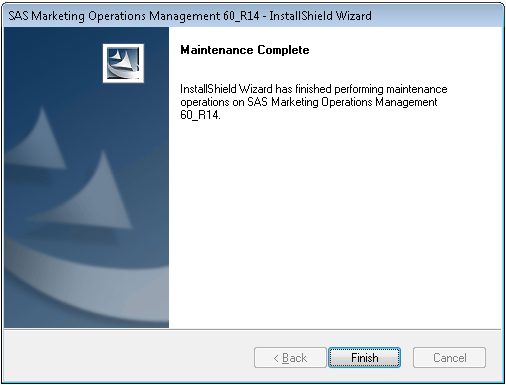 SAS Marketing Operations Management 60_R14 - InstallShield Wizard
Maintenance Complete
InstallShield Wizard has finished performing maintenance
operations on SAS Marketing Operations Management
60_R14.
< Back
Finish
Cancel